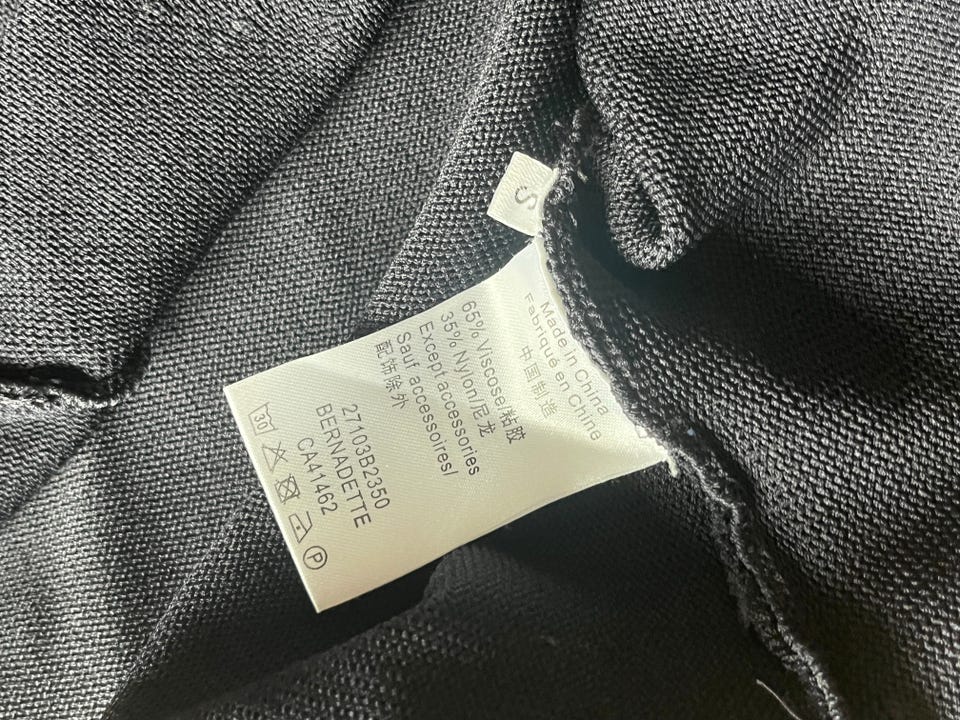 S
Made in China
Fabriqué en Chine
中国制造
65% Viscose/粘胶
35% Nylon/尼龙
Except accessories
Sauf accessoires/
配饰除外
27103B2350
BERNADETTE
CA41462
30
P